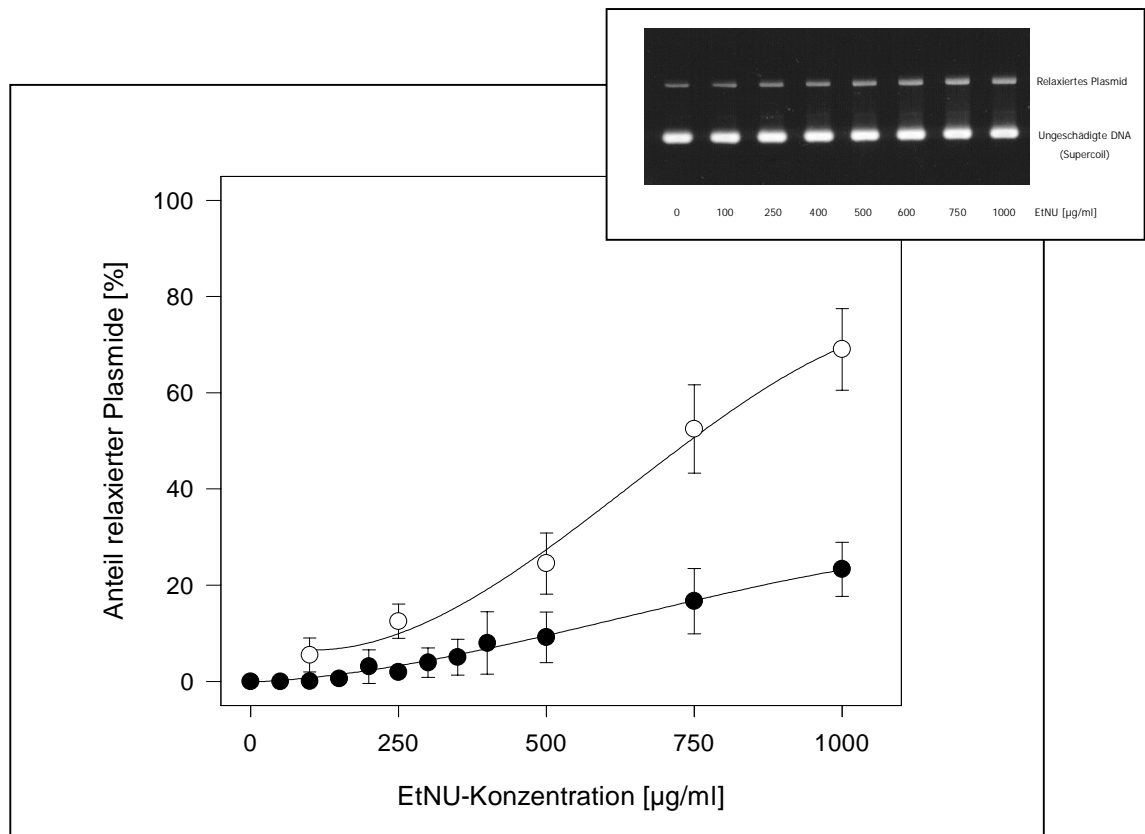 Relaxiertes Plasmid
Ungeschädigte DNA
(Supercoil)
0 100 250 400 500 600 750 1000 EtNU [µg/ml]
Anteil relaxierter Plasmide [%]
100
80
60
40
20
0
0 250 500 750 1000
EtNU-Konzentration [µg/ml]